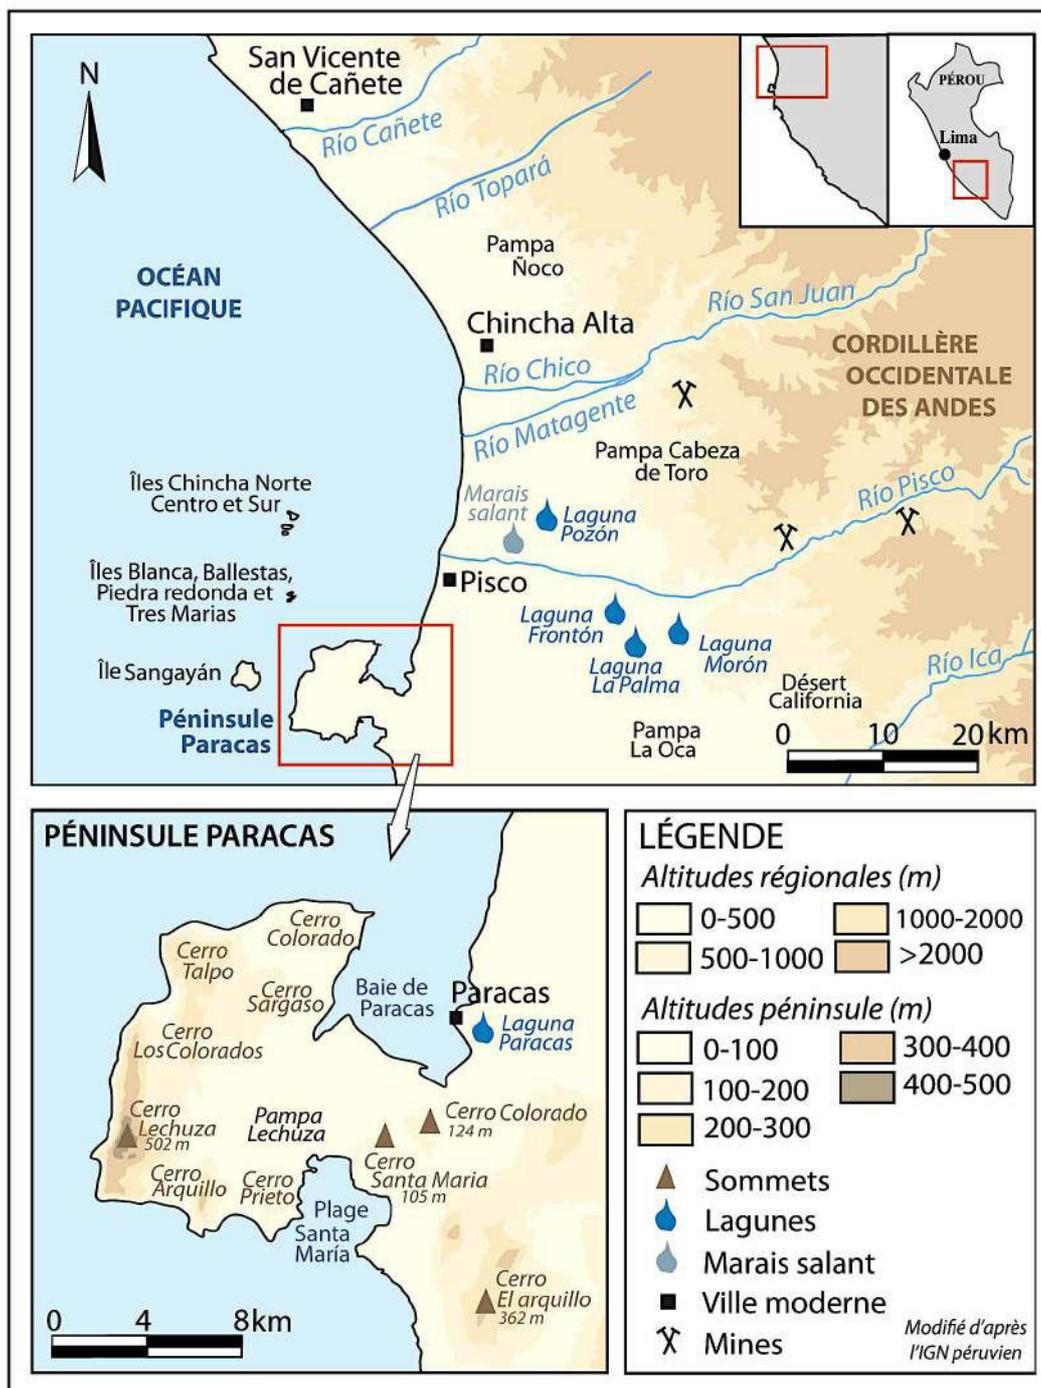 N
San Vicente
de Cañete
Río Cañete
Río Topará
PÉROU
Lima
Pampa
Ñoco
OCÉAN
PACIFIQUE
Río San Juan
Chincha Alta
CORDILLÈRE
OCCIDENTALE
DES ANDES
Río Chico
Río Matagente
Pampa Cabeza
de Toro
Îles Chincha Norte
Centro et Sur
Marais
salant
Laguna
Pozón
Río Pisco
Îles Blanca, Ballestas,
Piedra redonda et
Tres Marias
Pisco
Laguna
Frontón
Laguna
La Palma
Laguna
Morón
Río Ica
Île Sangayán
Désert
California
Péninsule
Paracas
Pampa
La Oca
0 10 20 km
PÉNINSULE PARACAS
Cerro
Colorado
Cerro
Talpo
Cerro
Sargaso
Baie de
Paracas
Paracas
Laguna
Paracas
Cerro
Los Colorados
Cerro
Lechuza
502 m
Pampa
Lechuza
Cerro Colorado
124 m
Cerro
Santa Maria
105 m
Cerro
Arquillo
Cerro
Prieto
Plage
Santa
María
Cerro
El arquillo
362 m
0 4 8 km
LÉGENDE
Altitudes régionales (m)
0-500
1000-2000
500-1000
>2000
Altitudes péninsule (m)
0-100
300-400
100-200
400-500
200-300
Sommets
Lagunes
Marais salant
Ville moderne
Mines
Modifié d'après
l'IGN péruvien